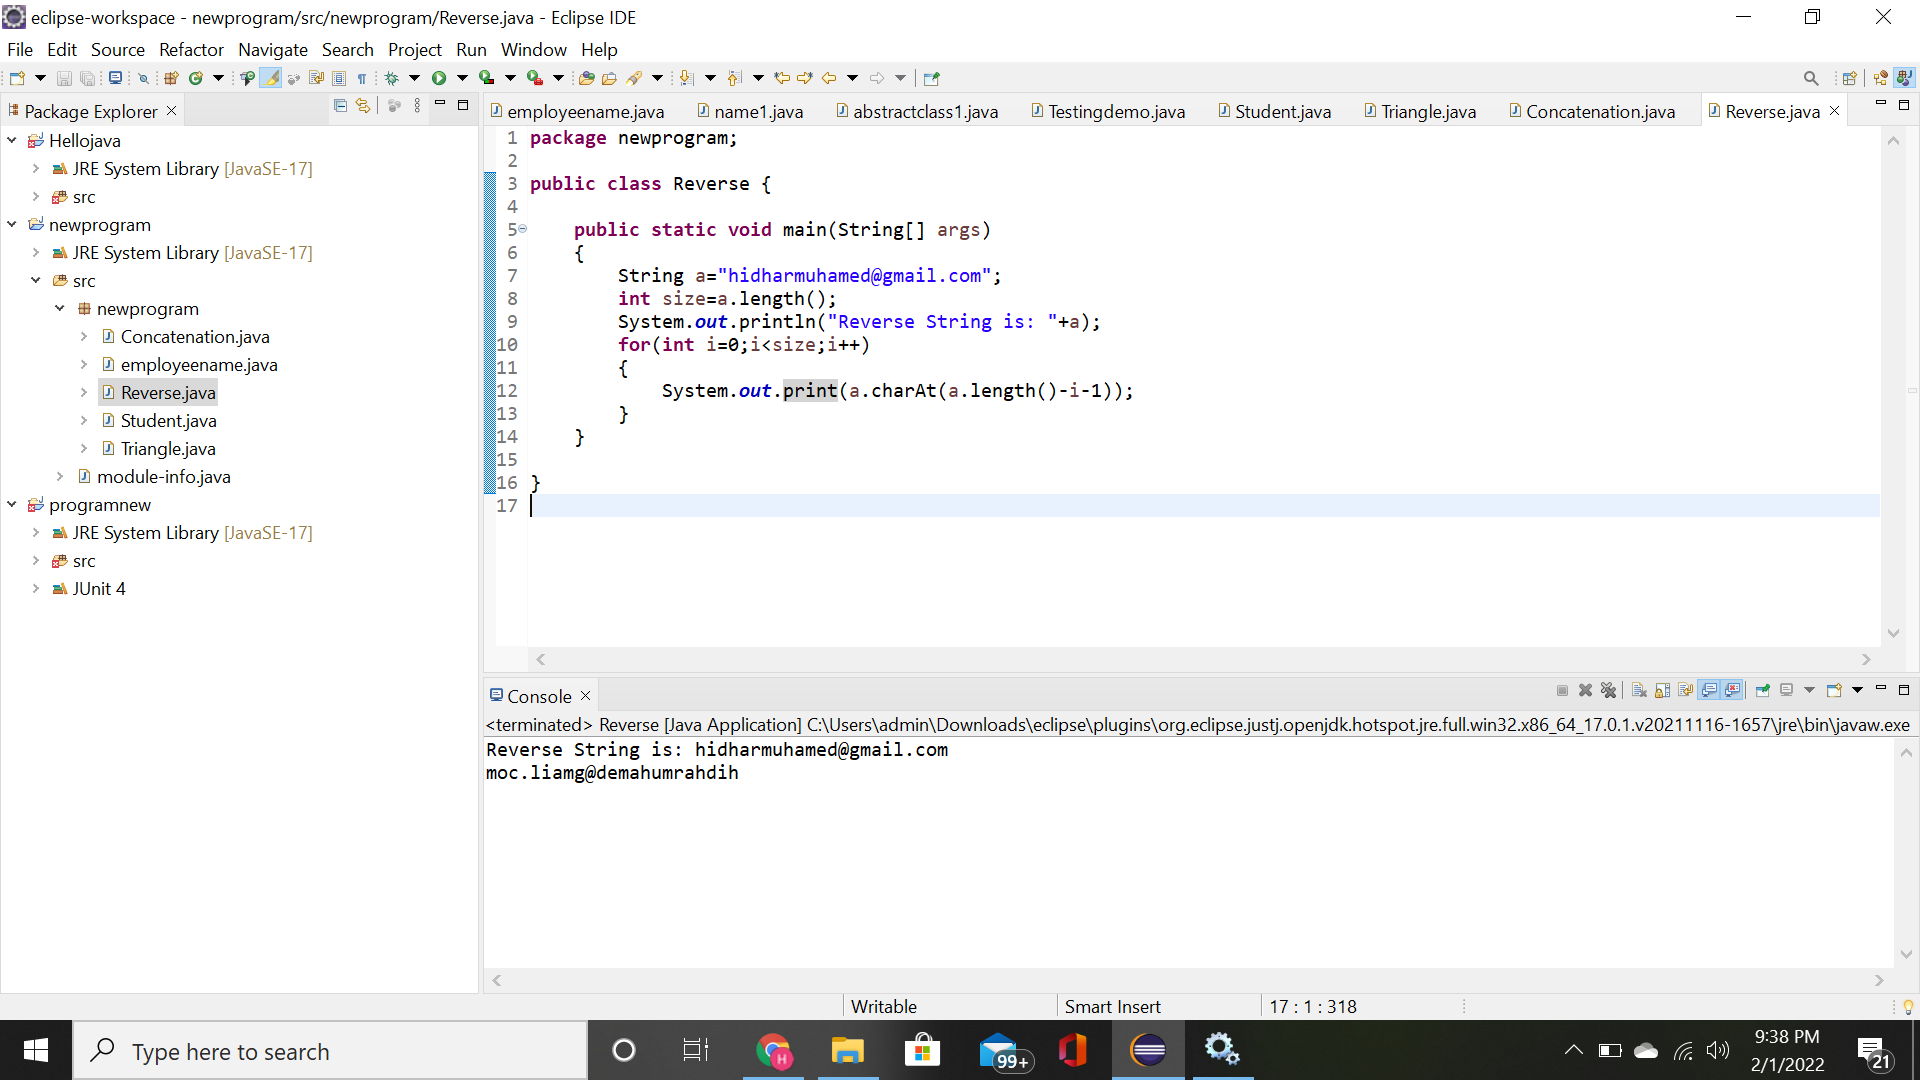 eclipse-workspace - newprogram/src/newprogram/Reverse.java - Eclipse IDE
File Edit Source Refactor Navigate Search Project Run Window Help
Package Explorer
Hellojava
JRE System Library [JavaSE-17]
src
newprogram
JRE System Library [JavaSE-17]
src
newprogram
Concatenation.java
employeename.java
Reverse.java
Student.java
Triangle.java
module-info.java
programnew
JRE System Library [JavaSE-17]
src
JUnit 4
employeename.java name1.java abstractclass1.java Testingdemo.java Student.java Triangle.java Concatenation.java Reverse.java
1 package newprogram;
2
3 public class Reverse {
4
5 public static void main(String[] args)
6 {
7 String a="hidharmuhamed@gmail.com";
8 int size=a.length();
9 System.out.println("Reverse String is: "+a);
10 for(int i=0;i<size;i++)
11 {
12 System.out.print(a.charAt(a.length()-i-1));
13 }
14 }
15
16 }
17
Console
<terminated> Reverse [Java Application] C:\Users\admin\Downloads\eclipse\plugins\org.eclipse.justj.openjdk.hotspot.jre.full.win32.x86_64_17.0.1.v20211116-1657\jre\bin\javaw.exe
Reverse String is: hidharmuhamed@gmail.com
moc.liamg@demahumrahdih
Writable Smart Insert 17 : 1 : 318
Type here to search
H
99+
9:38 PM
2/1/2022
21